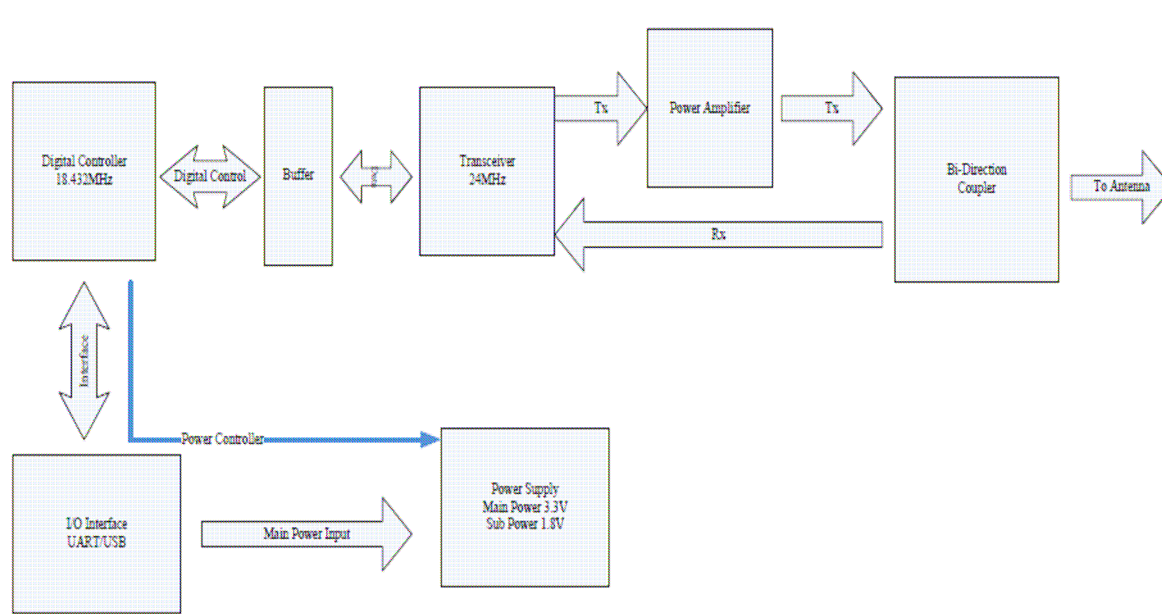 Power Amplifier
Tx
Tx
Digital Controller
18.432MHz
Digital Control
Buffer
Transceiver
24MHz
Bi-Direction
Coupler
To Antenna
Rx
Interface
Power Controller
I/O Interface
UART/USB
Main Power Input
Power Supply
Main Power 3.3V
Sub Power 1.8V